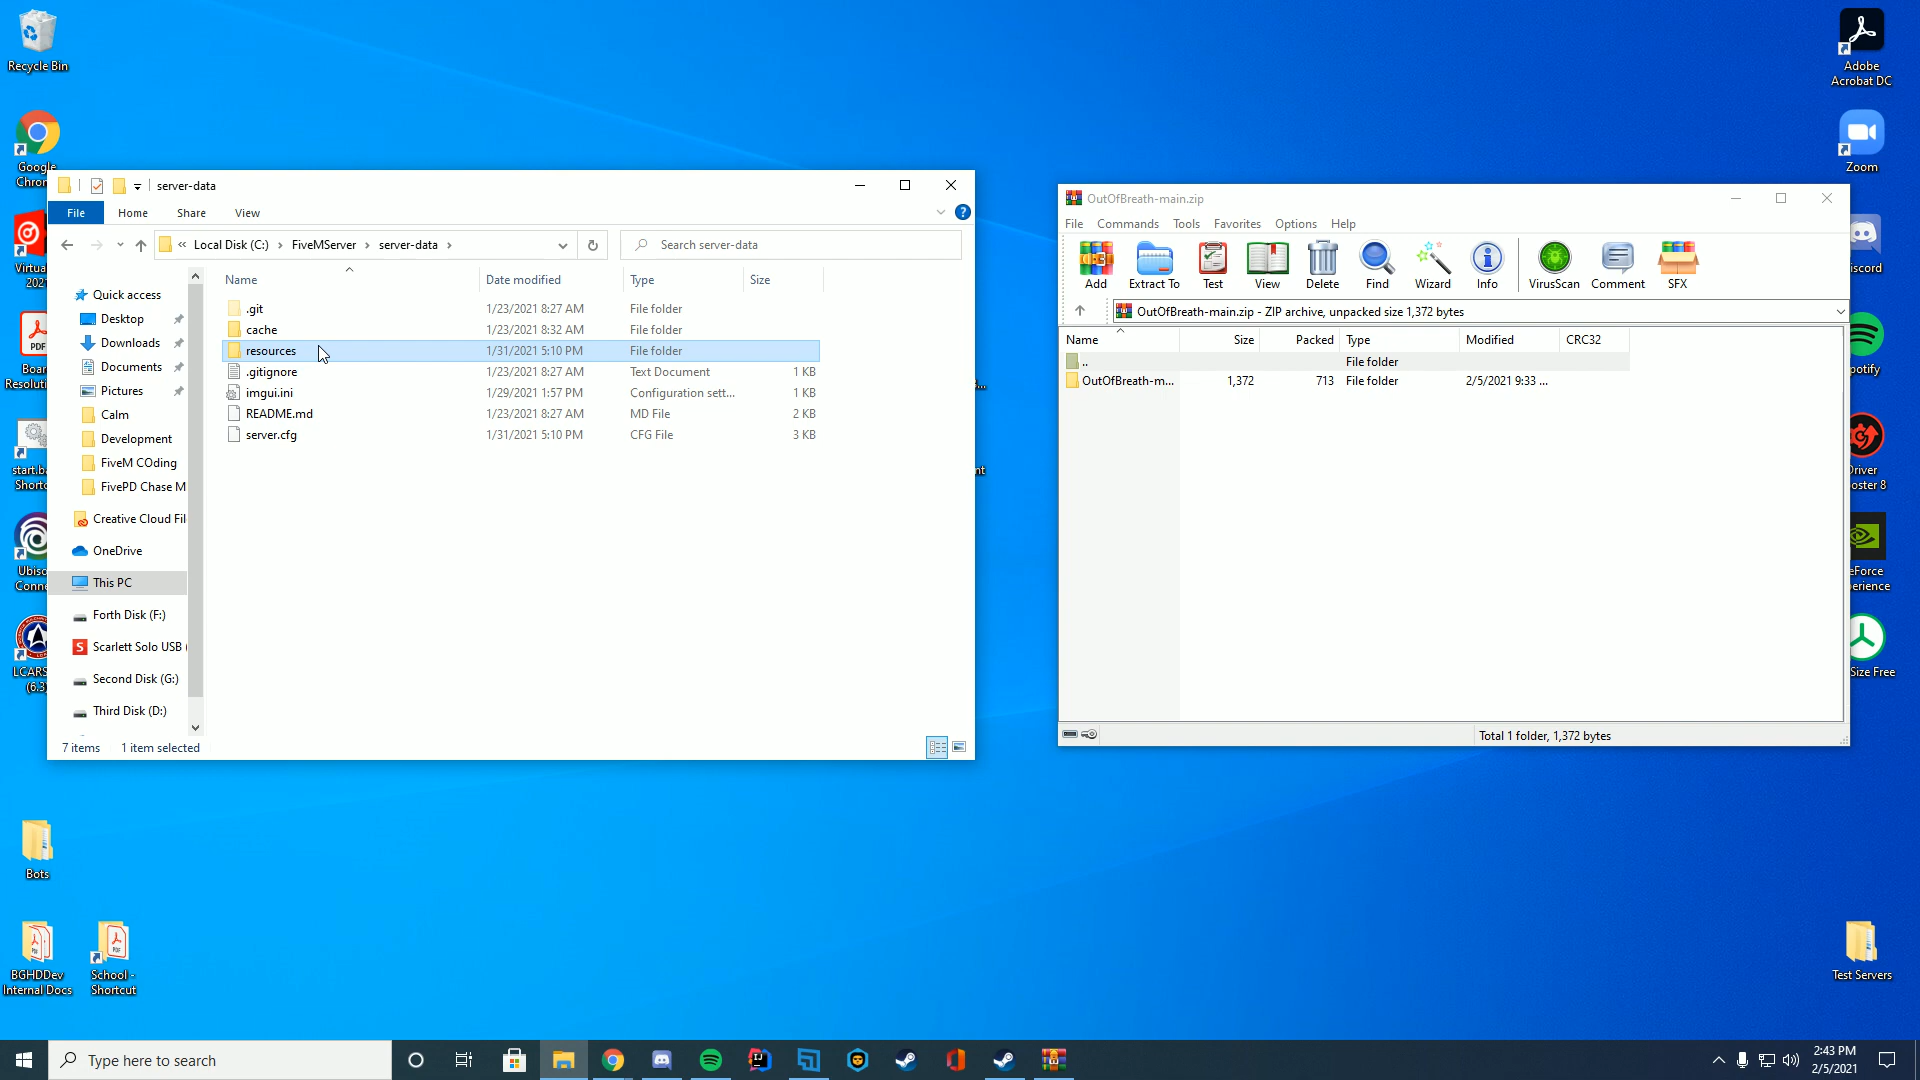 Recycle Bin
Google
Chrom
Virtua
202
PDF
Boar
Resoluti
start.ba
Shortc
Ubiso
Conne
LCARS
(6.3)
Bots
BGHDDev
Internal Docs
School -
Shortcut
Adobe
Acrobat DC
Zoom
iscord
potify
Driver
oster 8
eForce
perience
Size Free
Test Servers
server-data
File Home Share View
« Local Disk (C:) › FiveMServer › server-data ›
Search server-data
Quick access
Desktop
Downloads
Documents
Pictures
Calm
Development
FiveM COding
FivePD Chase M
Creative Cloud Fil
OneDrive
This PC
Forth Disk (F:)
Scarlett Solo USB (
Second Disk (G:)
Third Disk (D:)
Name Date modified Type Size
.git 1/23/2021 8:27 AM File folder
cache 1/23/2021 8:32 AM File folder
resources 1/31/2021 5:10 PM File folder
.gitignore 1/23/2021 8:27 AM Text Document 1 KB
imgui.ini 1/29/2021 1:57 PM Configuration sett... 1 KB
README.md 1/23/2021 8:27 AM MD File 2 KB
server.cfg 1/31/2021 5:10 PM CFG File 3 KB
7 items 1 item selected
OutOfBreath-main.zip
File Commands Tools Favorites Options Help
Add Extract To Test View Delete Find Wizard Info VirusScan Comment SFX
OutOfBreath-main.zip - ZIP archive, unpacked size 1,372 bytes
Name Size Packed Type Modified CRC32
.. File folder
OutOfBreath-m... 1,372 713 File folder 2/5/2021 9:33 ...
Total 1 folder, 1,372 bytes
Type here to search
2:43 PM
2/5/2021